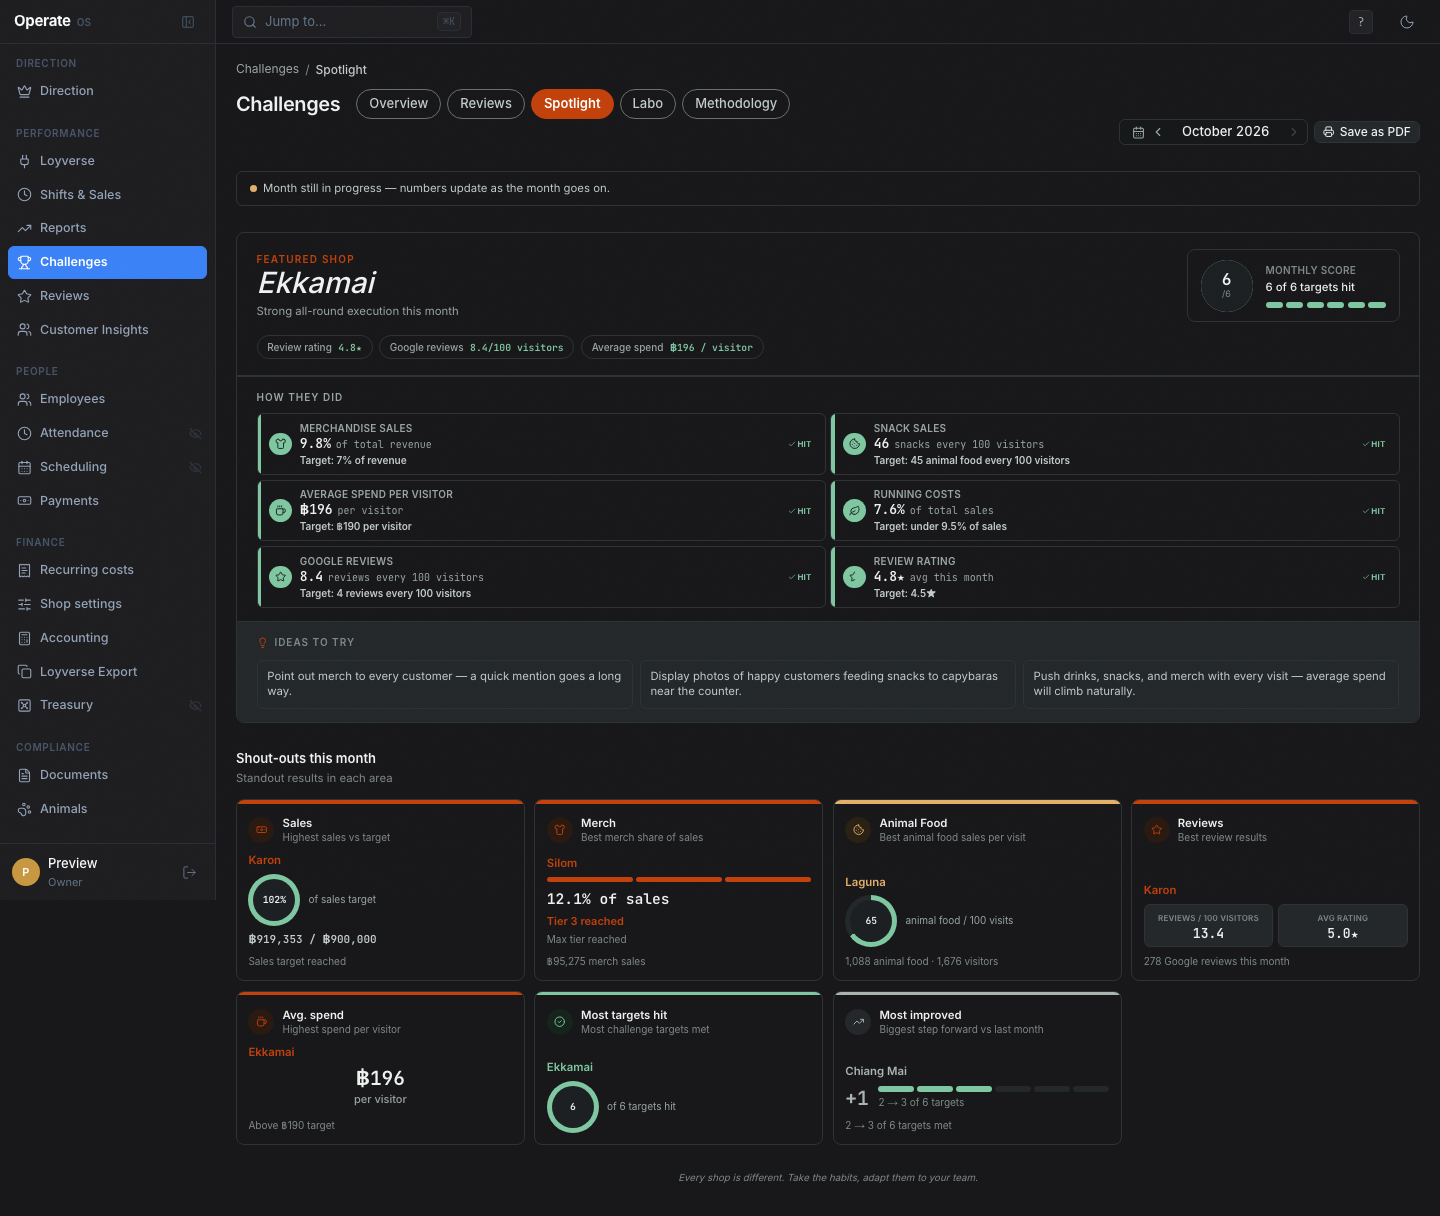 Operate OS
Jump to...
⌘K
?
DIRECTION
Direction
PERFORMANCE
Loyverse
Shifts & Sales
Reports
Challenges
Reviews
Customer Insights
PEOPLE
Employees
Attendance
Scheduling
Payments
FINANCE
Recurring costs
Shop settings
Accounting
Loyverse Export
Treasury
COMPLIANCE
Documents
Animals
P
Preview
Owner
Challenges / Spotlight
Challenges
Overview
Reviews
Spotlight
Labo
Methodology
October 2026
Save as PDF
Month still in progress — numbers update as the month goes on.
FEATURED SHOP
Ekkamai
Strong all-round execution this month
Review rating 4.8★
Google reviews 8.4/100 visitors
Average spend ฿196 / visitor
6
/6
MONTHLY SCORE
6 of 6 targets hit
HOW THEY DID
MERCHANDISE SALES
9.8% of total revenue
Target: 7% of revenue
✓ HIT
SNACK SALES
46 snacks every 100 visitors
Target: 45 animal food every 100 visitors
✓ HIT
AVERAGE SPEND PER VISITOR
฿196 per visitor
Target: ฿190 per visitor
✓ HIT
RUNNING COSTS
7.6% of total sales
Target: under 9.5% of sales
✓ HIT
GOOGLE REVIEWS
8.4 reviews every 100 visitors
Target: 4 reviews every 100 visitors
✓ HIT
REVIEW RATING
4.8★ avg this month
Target: 4.5★
✓ HIT
IDEAS TO TRY
Point out merch to every customer — a quick mention goes a long
way.
Display photos of happy customers feeding snacks to capybaras
near the counter.
Push drinks, snacks, and merch with every visit — average spend
will climb naturally.
Shout-outs this month
Standout results in each area
Sales
Highest sales vs target
Karon
102%
of sales target
฿919,353 / ฿900,000
Sales target reached
Merch
Best merch share of sales
Silom
12.1% of sales
Tier 3 reached
Max tier reached
฿95,275 merch sales
Animal Food
Best animal food sales per visit
Laguna
65
animal food / 100 visits
1,088 animal food · 1,676 visitors
Reviews
Best review results
Karon
REVIEWS / 100 VISITORS
13.4
AVG RATING
5.0★
278 Google reviews this month
Avg. spend
Highest spend per visitor
Ekkamai
฿196
per visitor
Above ฿190 target
Most targets hit
Most challenge targets met
Ekkamai
6
of 6 targets hit
Most improved
Biggest step forward vs last month
Chiang Mai
+1
2 → 3 of 6 targets
2 → 3 of 6 targets met
Every shop is different. Take the habits, adapt them to your team.